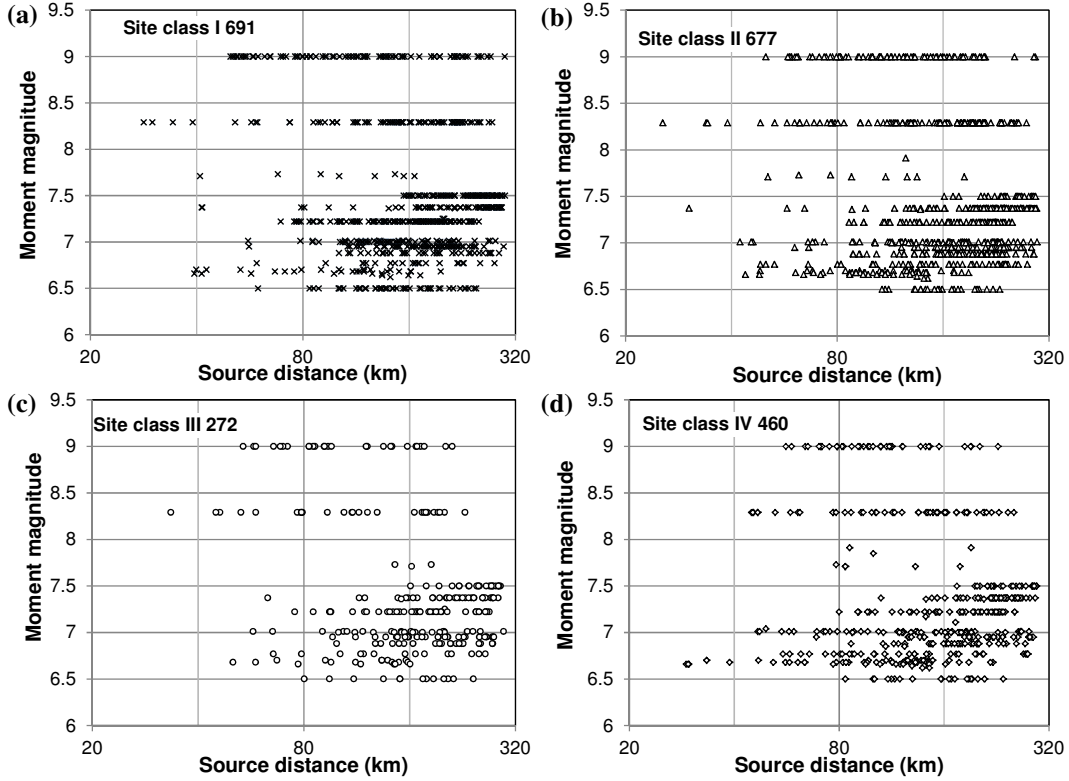 (a)
Site class I 691
Moment magnitude
9.5
9
8.5
8
7.5
7
6.5
6
20
80
320
Source distance (km)
(b)
Site class II 677
Moment magnitude
9.5
9
8.5
8
7.5
7
6.5
6
20
80
320
Source distance (km)
(c)
Site class III 272
Moment magnitude
9.5
9
8.5
8
7.5
7
6.5
6
20
80
320
Source distance (km)
(d)
Site class IV 460
Moment magnitude
9.5
9
8.5
8
7.5
7
6.5
6
20
80
320
Source distance (km)